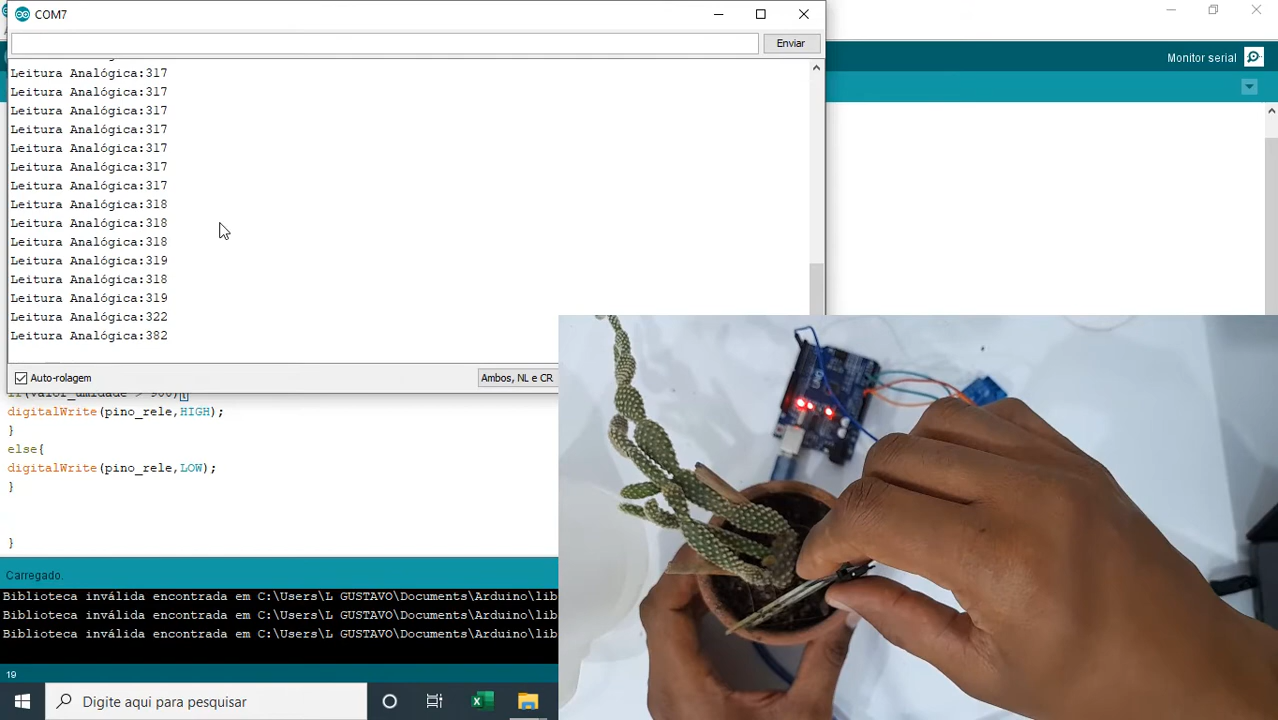 COM7
Enviar
Monitor serial
Leitura Analógica:317
Leitura Analógica:317
Leitura Analógica:317
Leitura Analógica:317
Leitura Analógica:317
Leitura Analógica:317
Leitura Analógica:317
Leitura Analógica:318
Leitura Analógica:318
Leitura Analógica:318
Leitura Analógica:319
Leitura Analógica:318
Leitura Analógica:319
Leitura Analógica:322
Leitura Analógica:382
Auto-rolagem
Ambos, NL e CR
if(valor_umidade > 900){
digitalWrite(pino_rele,HIGH);
}
else{
digitalWrite(pino_rele,LOW);
}
}
Carregado.
Biblioteca inválida encontrada em C:\Users\L GUSTAVO\Documents\Arduino\lib
Biblioteca inválida encontrada em C:\Users\L GUSTAVO\Documents\Arduino\lib
Biblioteca inválida encontrada em C:\Users\L GUSTAVO\Documents\Arduino\lib
19
Digite aqui para pesquisar